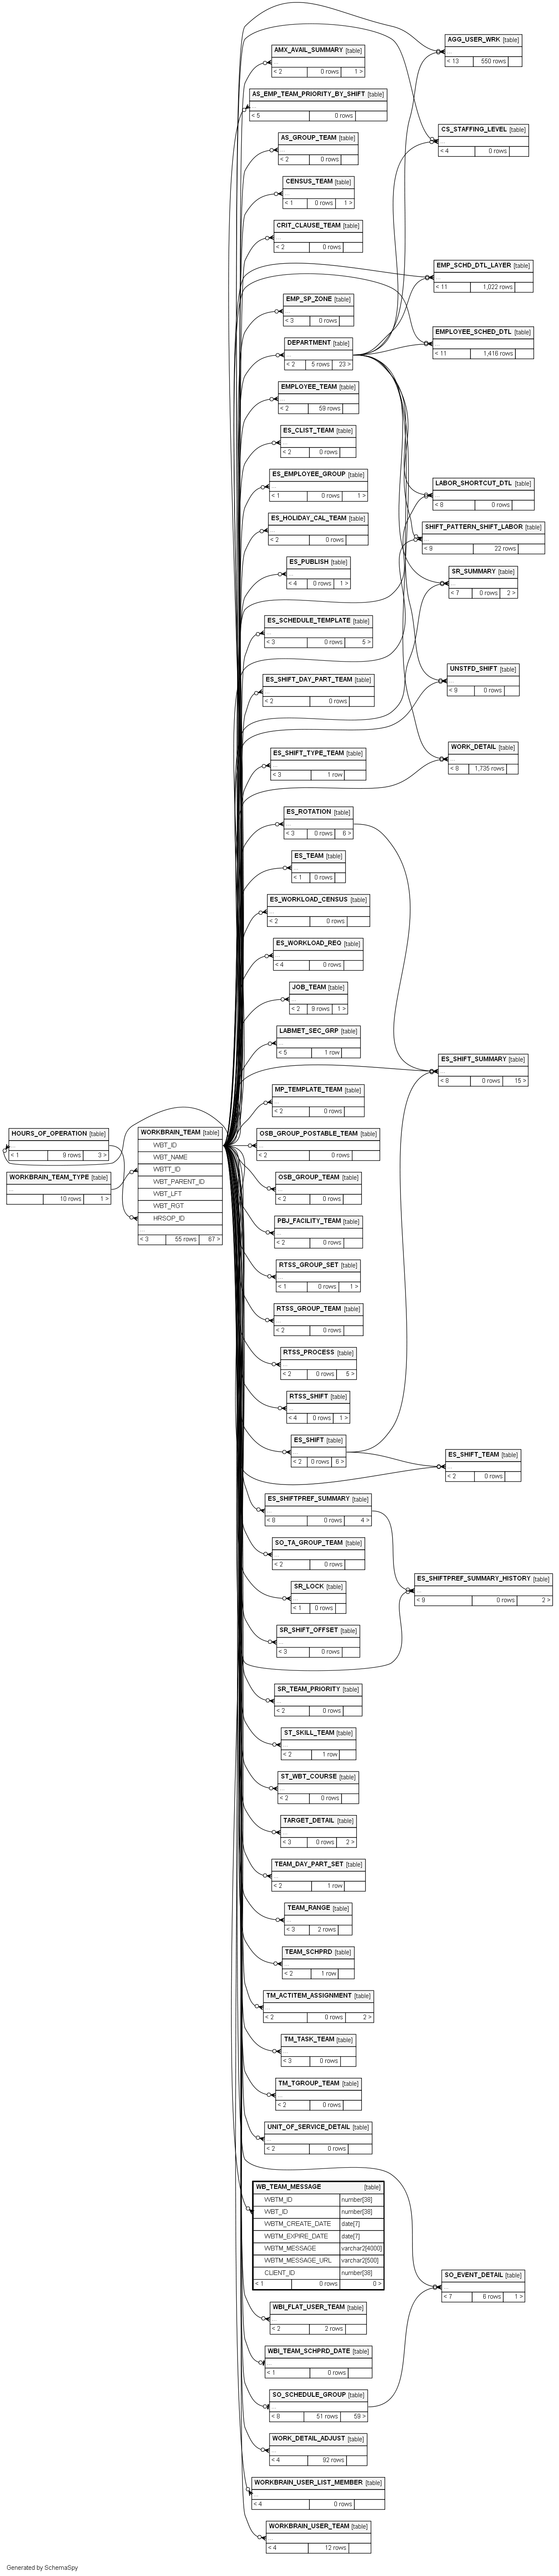 AGG_USER_WRK [table]
...
< 13 550 rows
AMX_AVAIL_SUMMARY [table]
...
< 2 0 rows 1 >
AS_EMP_TEAM_PRIORITY_BY_SHIFT [table]
...
< 5 0 rows
CS_STAFFING_LEVEL [table]
...
< 4 0 rows
AS_GROUP_TEAM [table]
...
< 2 0 rows
CENSUS_TEAM [table]
...
< 1 0 rows 1 >
CRIT_CLAUSE_TEAM [table]
...
< 2 0 rows
EMP_SCHD_DTL_LAYER [table]
...
< 11 1,022 rows
EMP_SP_ZONE [table]
...
< 3 0 rows
EMPLOYEE_SCHED_DTL [table]
...
< 11 1,416 rows
DEPARTMENT [table]
...
< 2 5 rows 23 >
EMPLOYEE_TEAM [table]
...
< 2 59 rows
ES_CLIST_TEAM [table]
...
< 2 0 rows
ES_EMPLOYEE_GROUP [table]
...
< 1 0 rows 1 >
LABOR_SHORTCUT_DTL [table]
...
< 8 0 rows
ES_HOLIDAY_CAL_TEAM [table]
...
< 2 0 rows
SHIFT_PATTERN_SHIFT_LABOR [table]
...
< 9 22 rows
ES_PUBLISH [table]
...
< 4 0 rows 1 >
SR_SUMMARY [table]
...
< 7 0 rows 2 >
ES_SCHEDULE_TEMPLATE [table]
...
< 3 0 rows 5 >
ES_SHIFT_DAY_PART_TEAM [table]
...
< 2 0 rows
UNSTFD_SHIFT [table]
...
< 9 0 rows
ES_SHIFT_TYPE_TEAM [table]
...
< 3 1 row
WORK_DETAIL [table]
...
< 8 1,735 rows
ES_ROTATION [table]
...
< 3 0 rows 6 >
ES_TEAM [table]
...
< 1 0 rows
ES_WORKLOAD_CENSUS [table]
...
< 2 0 rows
ES_WORKLOAD_REQ [table]
...
< 4 0 rows
JOB_TEAM [table]
...
< 2 9 rows 1 >
LABMET_SEC_GRP [table]
...
< 5 1 row
ES_SHIFT_SUMMARY [table]
...
< 8 0 rows 15 >
MP_TEMPLATE_TEAM [table]
...
< 2 0 rows
HOURS_OF_OPERATION [table]
...
< 1 9 rows 3 >
WORKBRAIN_TEAM_TYPE [table]
10 rows 1 >
WORKBRAIN_TEAM [table]
WBT_ID
WBT_NAME
WBTT_ID
WBT_PARENT_ID
WBT_LFT
WBT_RGT
HRSOP_ID
...
< 3 55 rows 67 >
OSB_GROUP_POSTABLE_TEAM [table]
...
< 2 0 rows
OSB_GROUP_TEAM [table]
...
< 2 0 rows
PBJ_FACILITY_TEAM [table]
...
< 2 0 rows
RTSS_GROUP_SET [table]
...
< 1 0 rows 1 >
RTSS_GROUP_TEAM [table]
...
< 2 0 rows
RTSS_PROCESS [table]
...
< 2 0 rows 5 >
RTSS_SHIFT [table]
...
< 4 0 rows 1 >
ES_SHIFT [table]
...
< 2 0 rows 6 >
ES_SHIFT_TEAM [table]
...
< 2 0 rows
ES_SHIFTPREF_SUMMARY [table]
...
< 8 0 rows 4 >
SO_TA_GROUP_TEAM [table]
...
< 2 0 rows
ES_SHIFTPREF_SUMMARY_HISTORY [table]
...
< 9 0 rows 2 >
SR_LOCK [table]
...
< 1 0 rows
SR_SHIFT_OFFSET [table]
...
< 3 0 rows
SR_TEAM_PRIORITY [table]
...
< 2 0 rows
ST_SKILL_TEAM [table]
...
< 2 1 row
ST_WBT_COURSE [table]
...
< 2 0 rows
TARGET_DETAIL [table]
...
< 3 0 rows 2 >
TEAM_DAY_PART_SET [table]
...
< 2 1 row
TEAM_RANGE [table]
...
< 3 2 rows
TEAM_SCHPRD [table]
...
< 2 1 row
TM_ACTITEM_ASSIGNMENT [table]
...
< 2 0 rows 2 >
TM_TASK_TEAM [table]
...
< 3 0 rows
TM_TGROUP_TEAM [table]
...
< 2 0 rows
UNIT_OF_SERVICE_DETAIL [table]
...
< 2 0 rows
WB_TEAM_MESSAGE [table]
WBTM_ID number[38]
WBT_ID number[38]
WBTM_CREATE_DATE date[7]
WBTM_EXPIRE_DATE date[7]
WBTM_MESSAGE varchar2[4000]
WBTM_MESSAGE_URL varchar2[500]
CLIENT_ID number[38]
< 1 0 rows 0 >
SO_EVENT_DETAIL [table]
...
< 7 6 rows 1 >
WBI_FLAT_USER_TEAM [table]
...
< 2 2 rows
WBI_TEAM_SCHPRD_DATE [table]
...
< 1 0 rows
SO_SCHEDULE_GROUP [table]
...
< 8 51 rows 59 >
WORK_DETAIL_ADJUST [table]
...
< 4 92 rows
WORKBRAIN_USER_LIST_MEMBER [table]
...
< 4 0 rows
WORKBRAIN_USER_TEAM [table]
...
< 4 12 rows
Generated by SchemaSpy